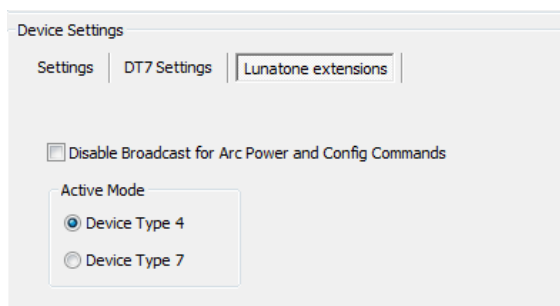 Device Settings
Settings DT7 Settings Lunatone extensions
Disable Broadcast for Arc Power and Config Commands
Active Mode
Device Type 4
Device Type 7